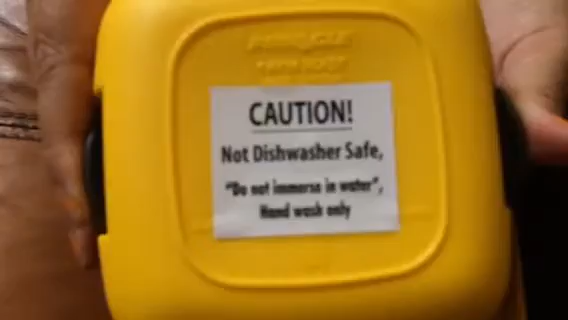 CAUTION!
Not Dishwasher Safe,
"Do not immerse in water",
Hand wash only